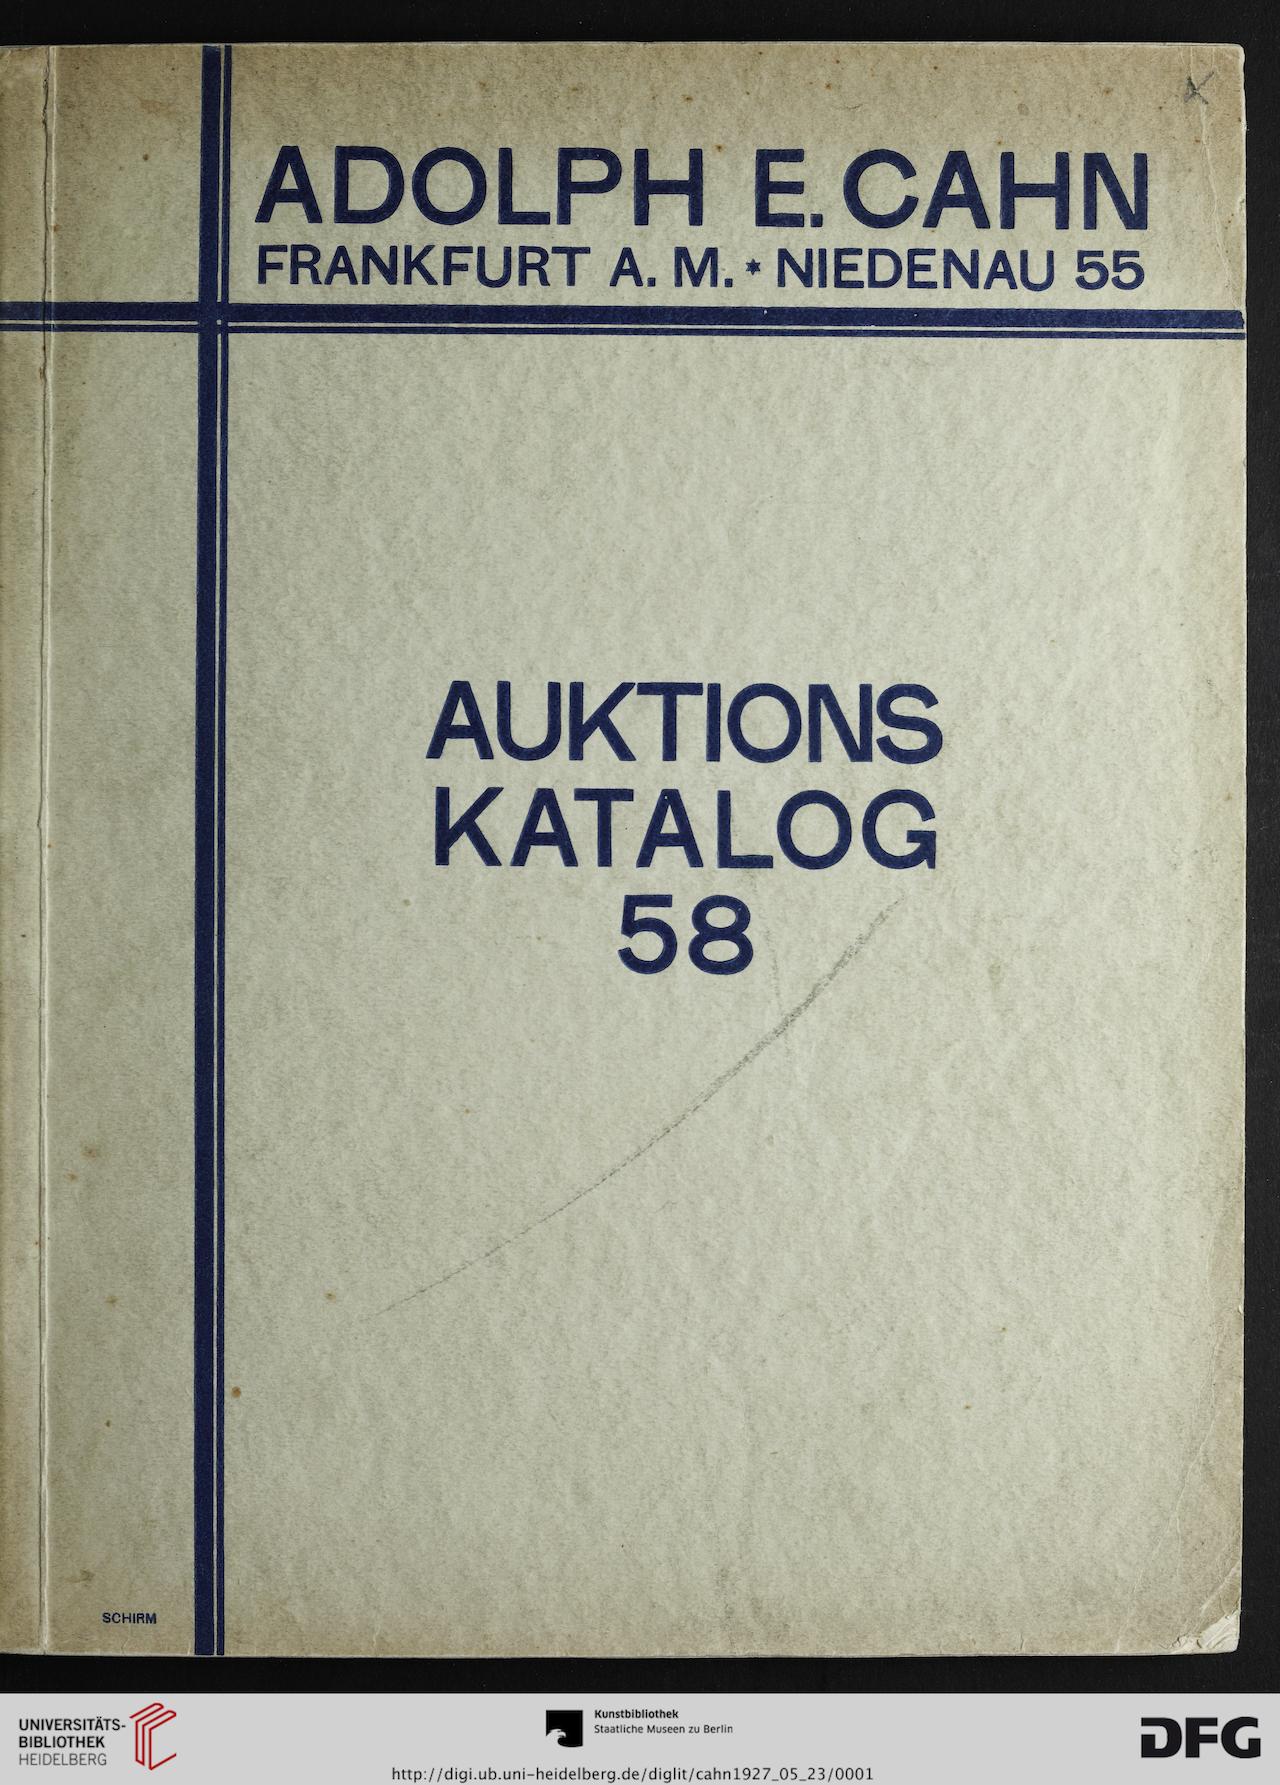 ADOLPH E. CAHN
FRANKFURT A. M. * NIEDENAU 55
AUKTIONS
KATALOG
58
SCHIRM
UNIVERSITÄTS-
BIBLIOTHEK
HEIDELBERG
Kunstbibliothek
Staatliche Museen zu Berlin
DFG
http://digi.ub.uni-heidelberg.de/diglit/cahn1927_05_23/0001